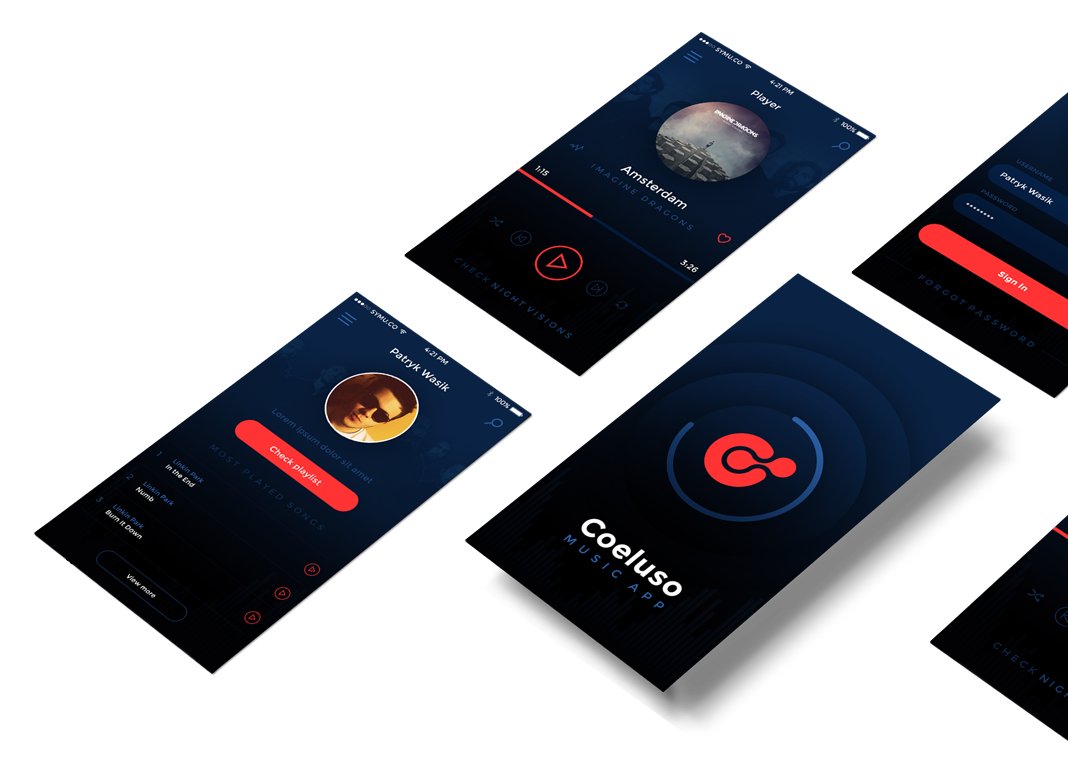 SYMU.CO
4:21 PM
100%
Player
IMAGINE DRAGONS
Amsterdam
IMAGINE DRAGONS
1:15
3:26
CHECK NIGHT VISIONS
USERNAME
Patryk Wasik
PASSWORD
Sign in
FORGOT PASSWORD
SYMU.CO
4:21 PM
100%
Patryk Wasik
Lorem ipsum dolor sit amet
Check playlist
MOST PLAYED SONGS
1
Linkin Park
In the End
2
Linkin Park
Numb
3
Linkin Park
Burn It Down
View more
Coeluso
MUSIC APP
CHECK NIGH